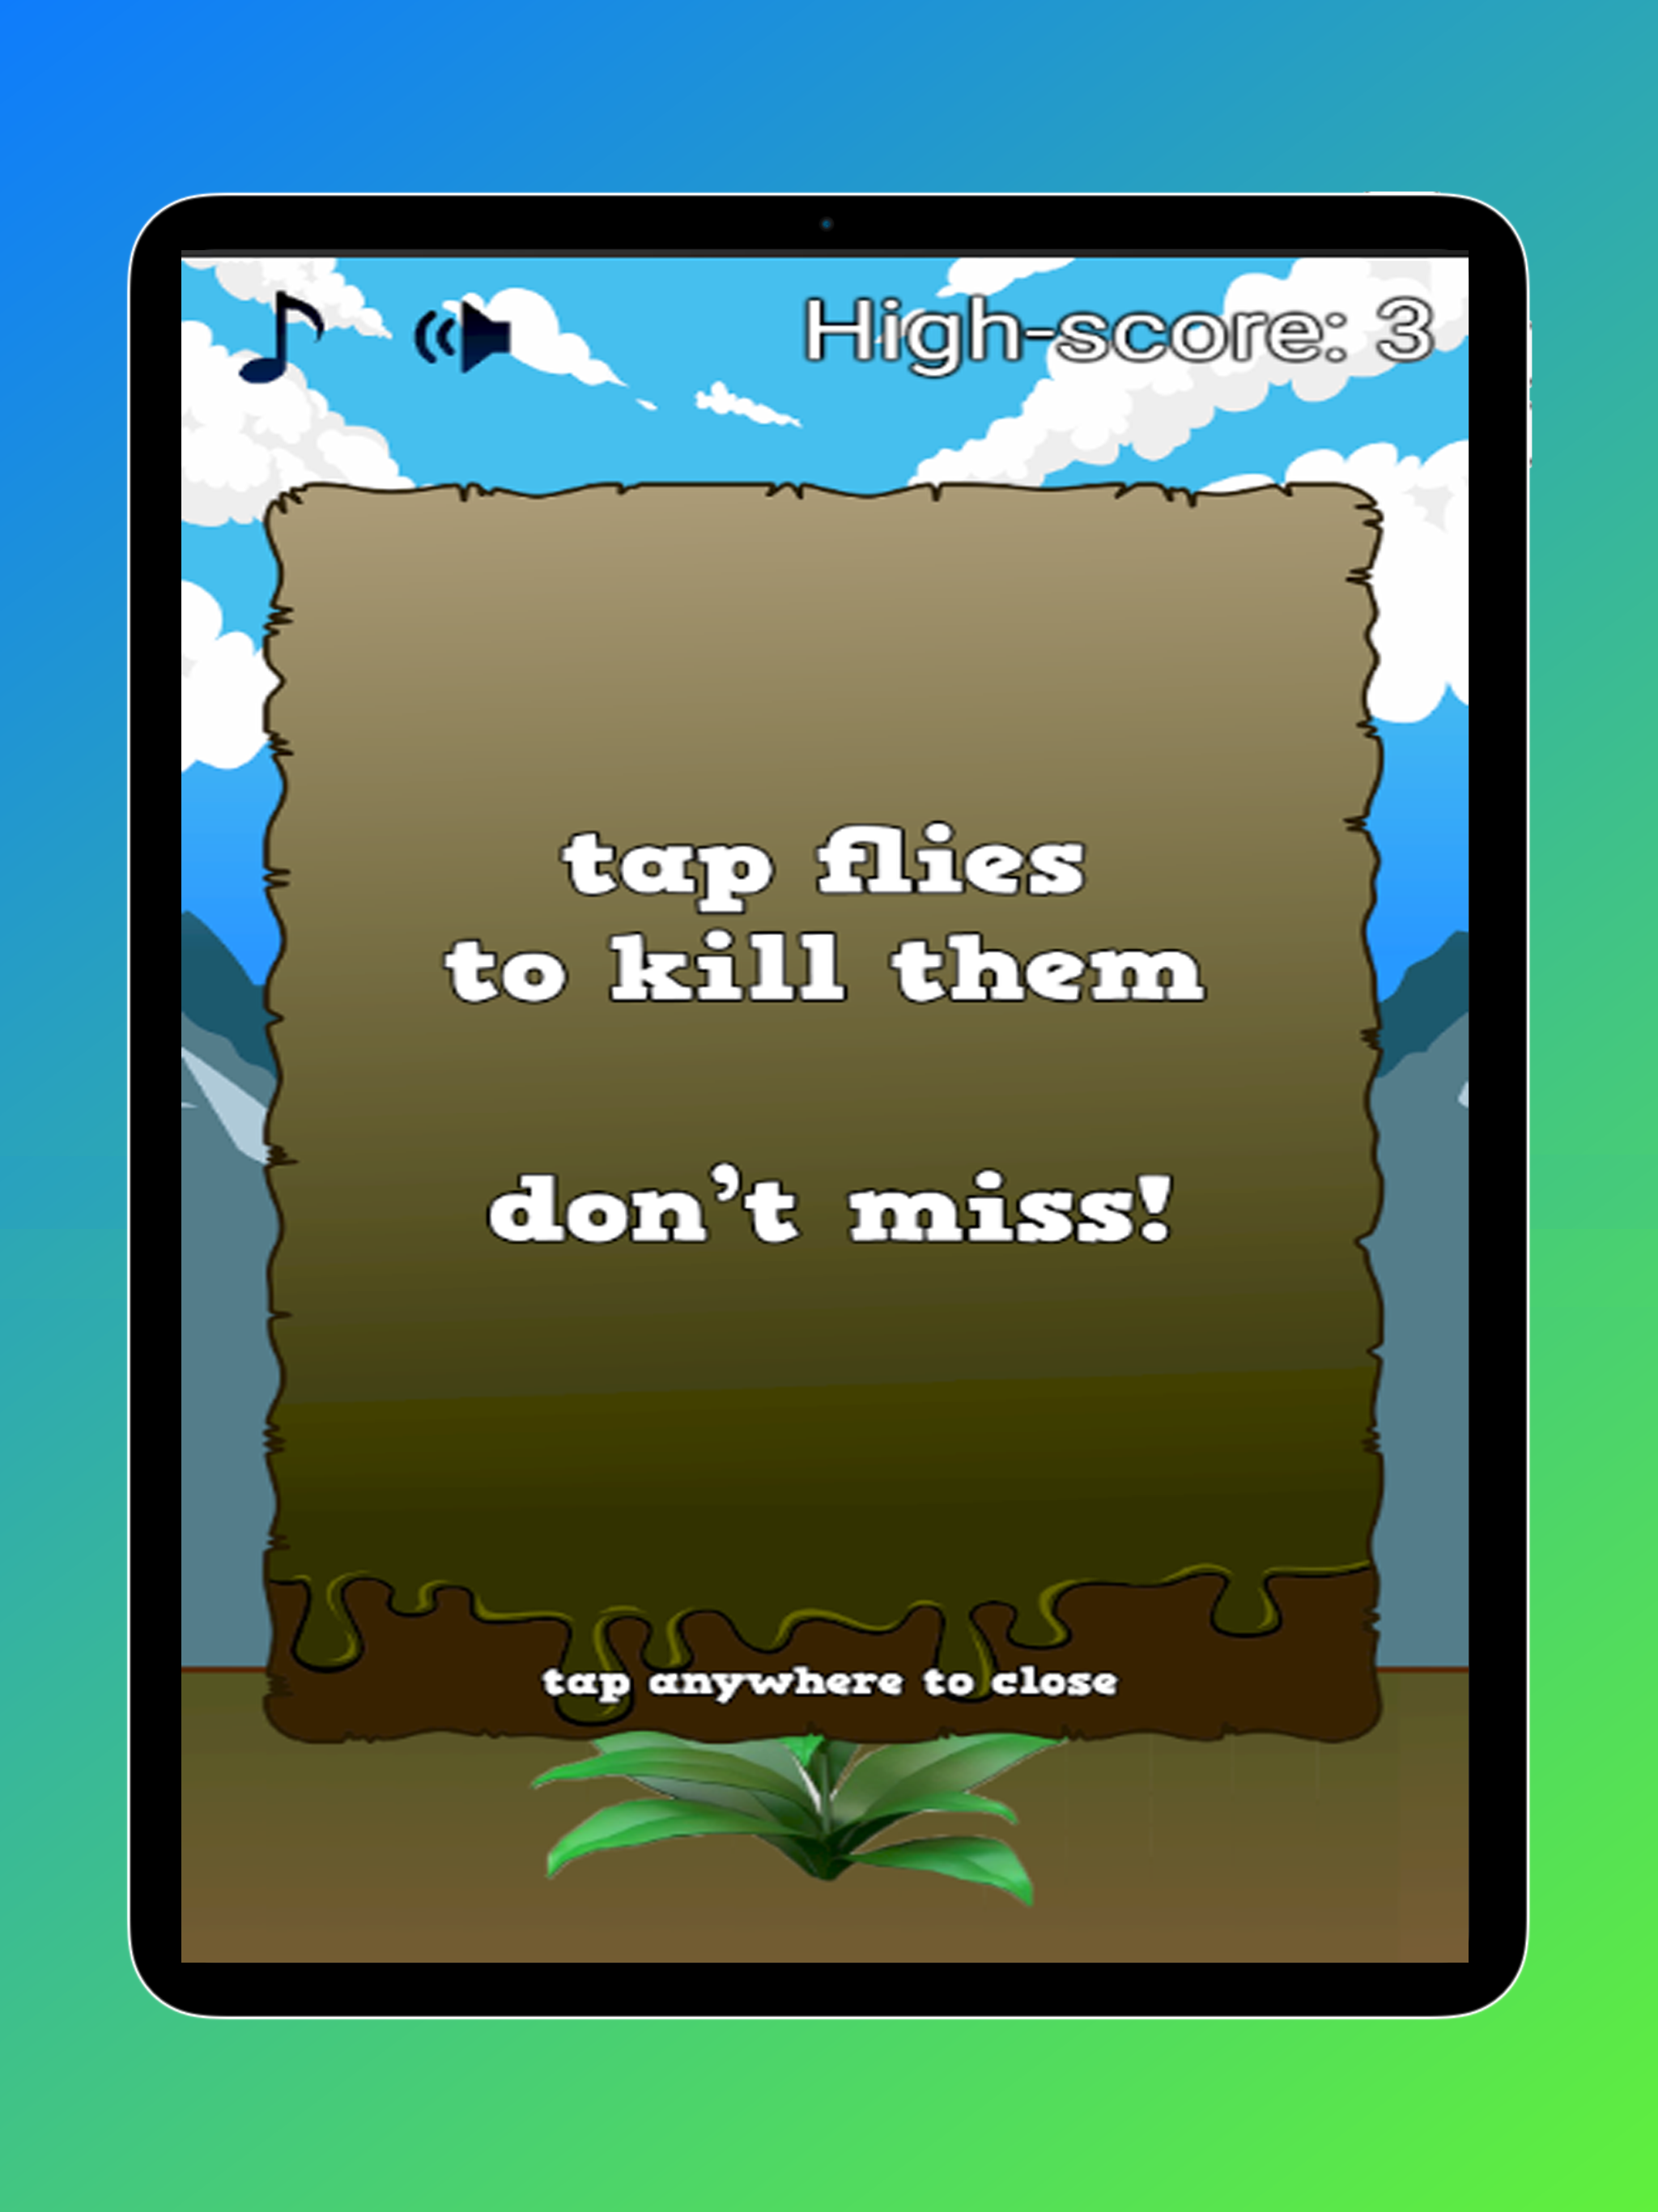 High-score: 3
tap flies
to kill them
don’t miss!
tap anywhere to close